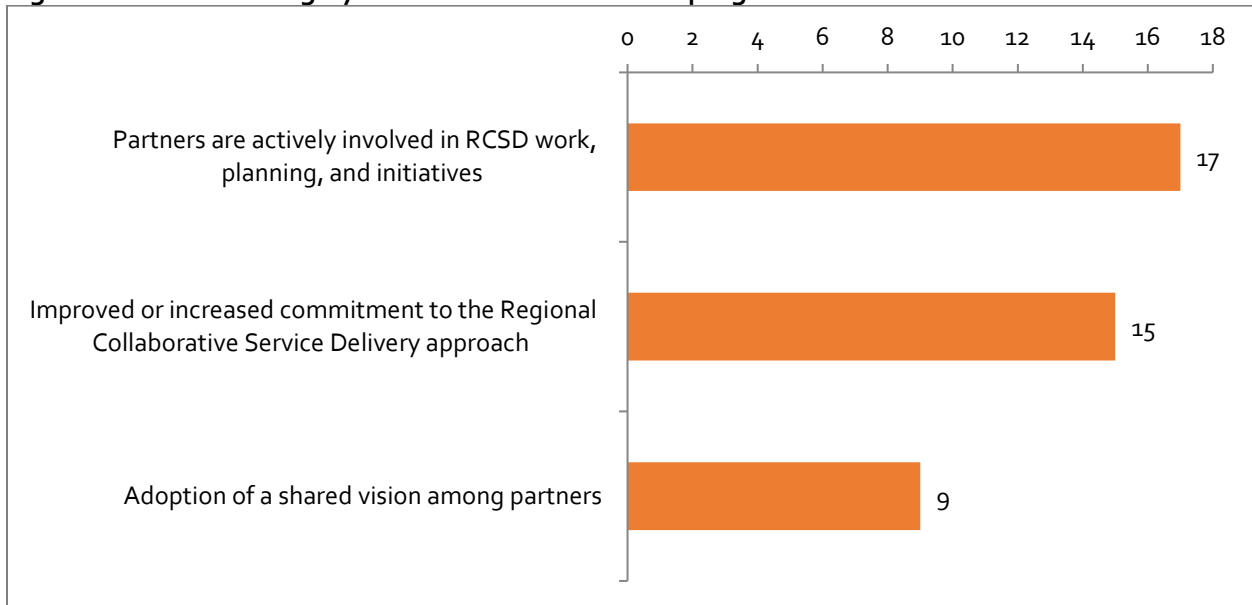 0 2 4 6 8 10 12 14 16 18
Partners are actively involved in RCSD work,
planning, and initiatives
17
Improved or increased commitment to the Regional
Collaborative Service Delivery approach
15
Adoption of a shared vision among partners
9